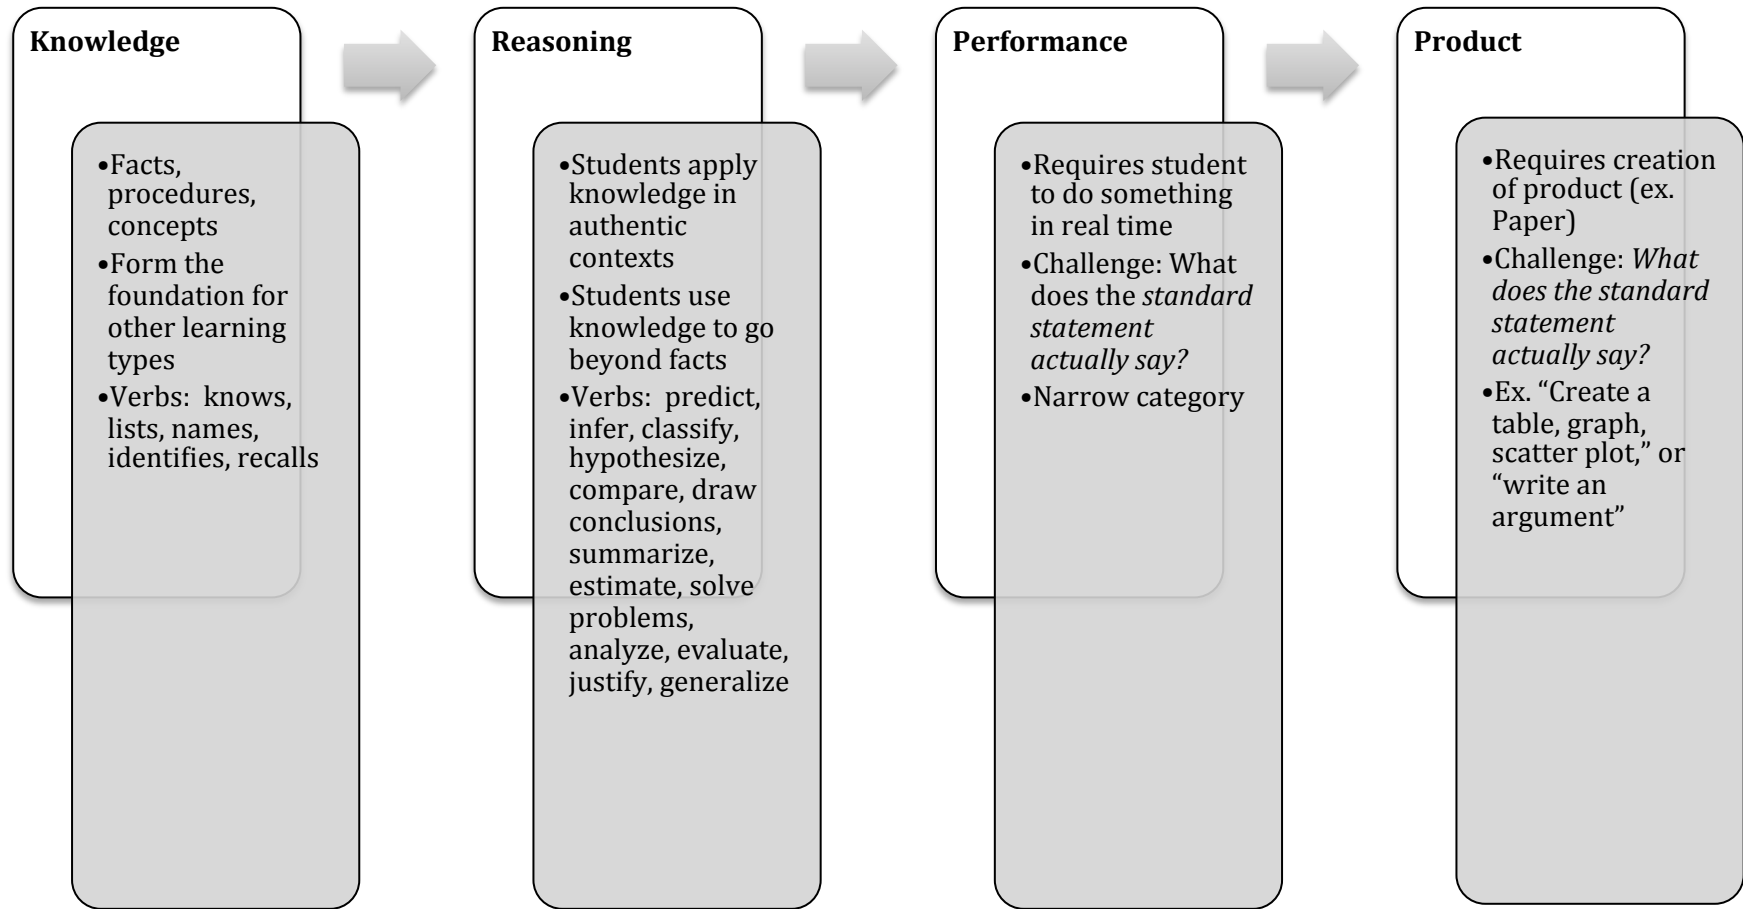 Knowledge
•Facts,
procedures,
concepts
•Form the
foundation for
other learning
types
•Verbs:  knows,
lists, names,
identifies, recalls
Reasoning
•Students apply
knowledge in
authentic
contexts
•Students use
knowledge to go
beyond facts
•Verbs:  predict,
infer, classify,
hypothesize,
compare, draw
conclusions,
summarize,
estimate, solve
problems,
analyze, evaluate,
justify, generalize
Performance
•Requires student
to do something
in real time
•Challenge: What
does the standard
statement
actually say?
•Narrow category
Product
•Requires creation
of product (ex.
Paper)
•Challenge: What
does the standard
statement
actually say?
•Ex. “Create a
table, graph,
scatter plot,” or
“write an
argument”